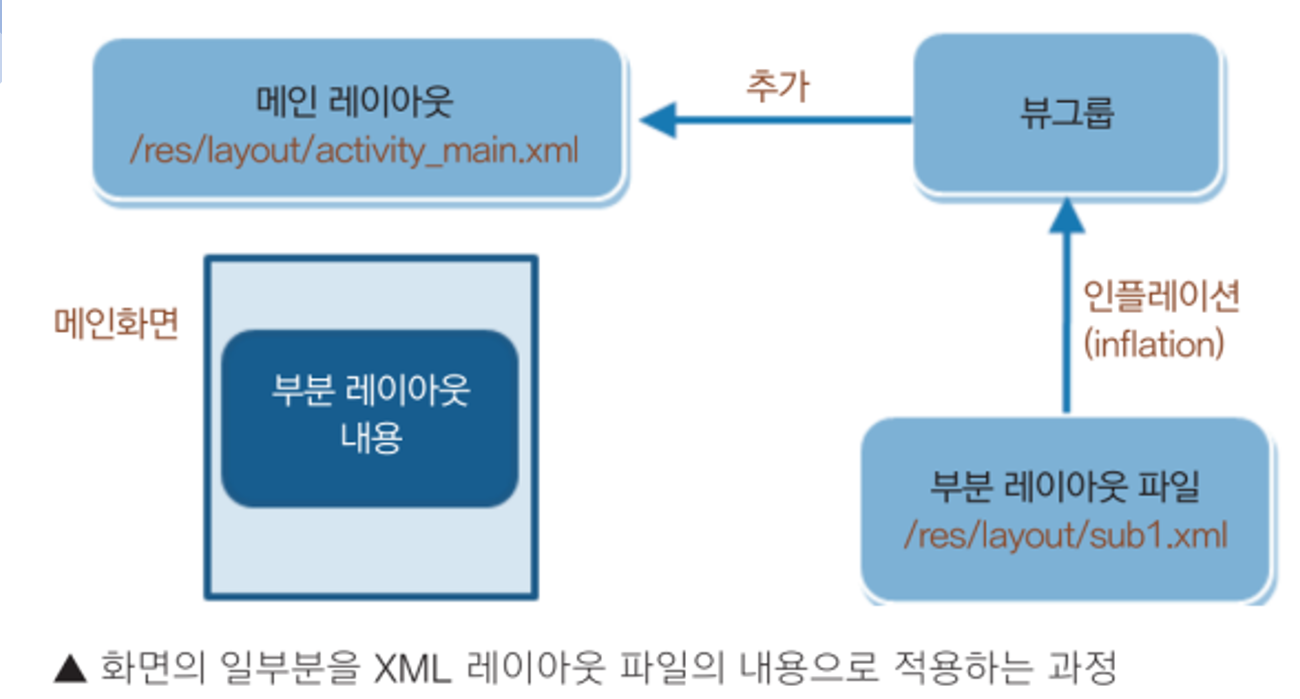 메인 레이아웃
/res/layout/activity_main.xml
추가
뷰그룹
메인화면
부분 레이아웃
내용
인플레이션
(inflation)
부분 레이아웃 파일
/res/layout/sub1.xml
▲ 화면의 일부분을 XML 레이아웃 파일의 내용으로 적용하는 과정